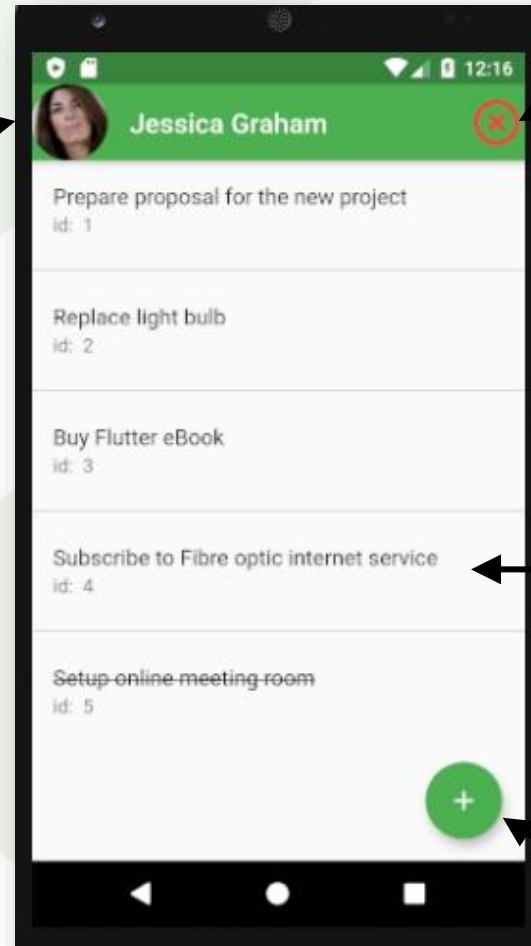 12:16
Jessica Graham
Prepare proposal for the new project
id: 1
Replace light bulb
id: 2
Buy Flutter eBook
id: 3
Subscribe to Fibre optic internet service
id: 4
Setup online meeting room
id: 5
+